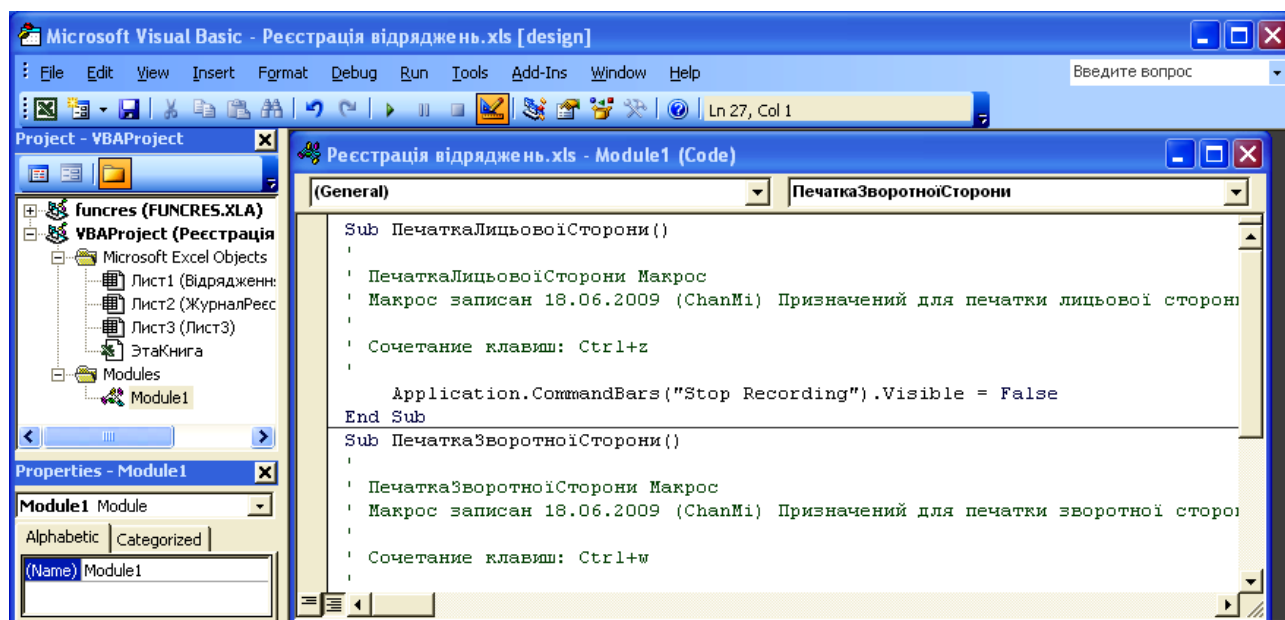 Microsoft Visual Basic - Реєстрація відряджень.xls [design]
File Edit View Insert Format Debug Run Tools Add-Ins Window Help
Введите вопрос
Ln 27, Col 1
Project - VBAProject
funcres (FUNCRES.XLA)
VBAProject (Реєстрація
Microsoft Excel Objects
Лист1 (Відряджен
Лист2 (ЖурналРеєс
Лист3 (Лист3)
ЭтаКнига
Modules
Module1
Properties - Module1
Module1 Module
Alphabetic Categorized
(Name) Module1
Реєстрація відряджень.xls - Module1 (Code)
(General) ПечаткаЗворотноїСторони
Sub ПечаткаЛицьовоїСторони()
'
' ПечаткаЛицьовоїСторони Макрос
' Макрос записан 18.06.2009 (ChanMi) Призначений для печатки лицьової сторон
'
' Сочетание клавиш: Ctrl+z
'
Application.CommandBars("Stop Recording").Visible = False
End Sub
Sub ПечаткаЗворотноїСторони()
'
' ПечаткаЗворотноїСторони Макрос
' Макрос записан 18.06.2009 (ChanMi) Призначений для печатки зворотної сторо
'
' Сочетание клавиш: Ctrl+w
'